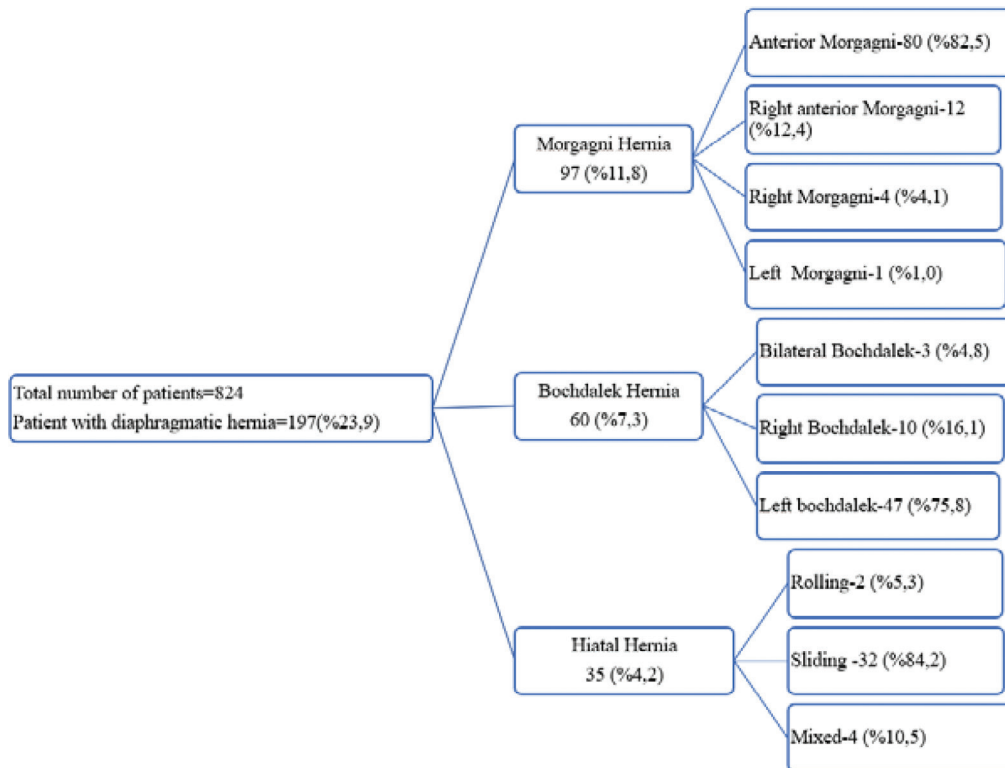 Anterior Morgagni-80 (%82,5)
Right anterior Morgagni-12
(%12,4)
Morgagni Hernia
97 (%11,8)
Right Morgagni-4 (%4,1)
Left Morgagni-1 (%1,0)
Bilateral Bochdalek-3 (%4,8)
Total number of patients=824
Patient with diaphragmatic hernia=197(%23,9)
Bochdalek Hernia
60 (%7,3)
Right Bochdalek-10 (%16,1)
Left bochdalek-47 (%75,8)
Rolling-2 (%5,3)
Hiatal Hernia
35 (%4,2)
Sliding -32 (%84,2)
Mixed-4 (%10,5)